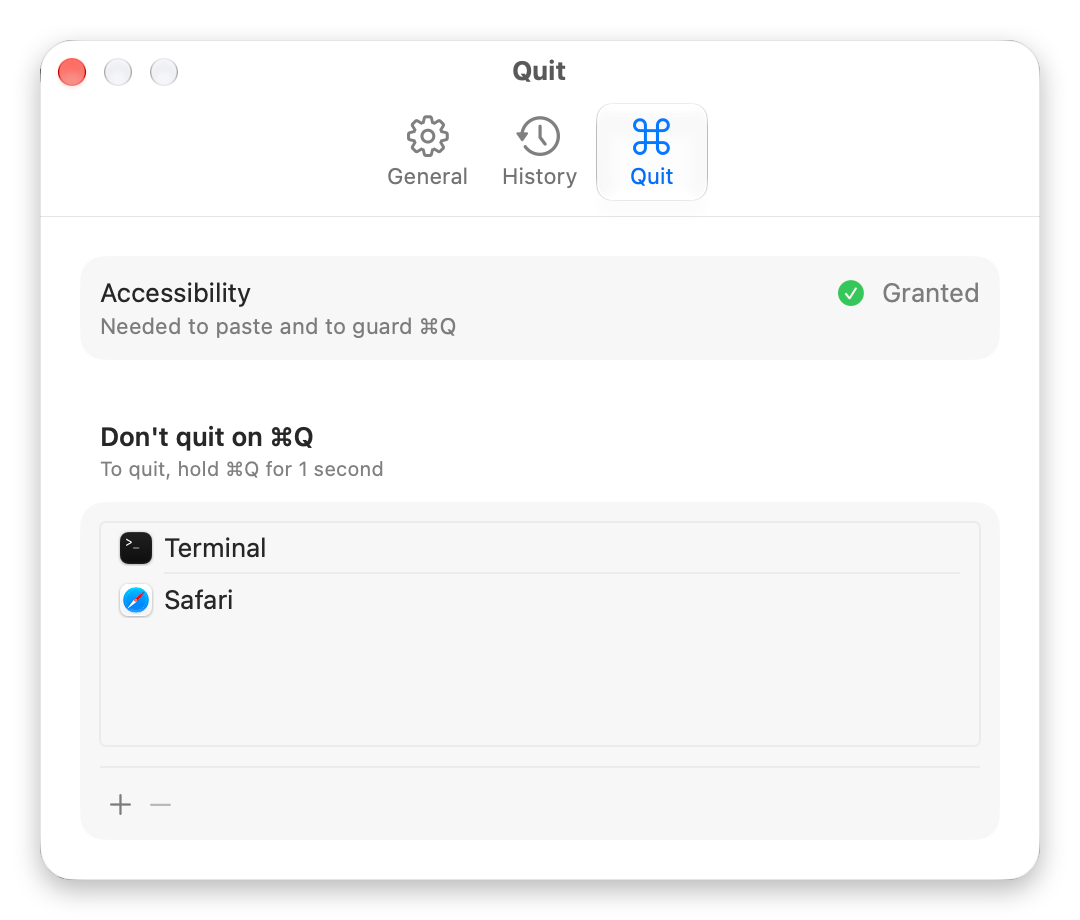 Quit
General
History
Quit
Accessibility
Granted
Needed to paste and to guard ⌘Q
Don't quit on ⌘Q
To quit, hold ⌘Q for 1 second
Terminal
Safari